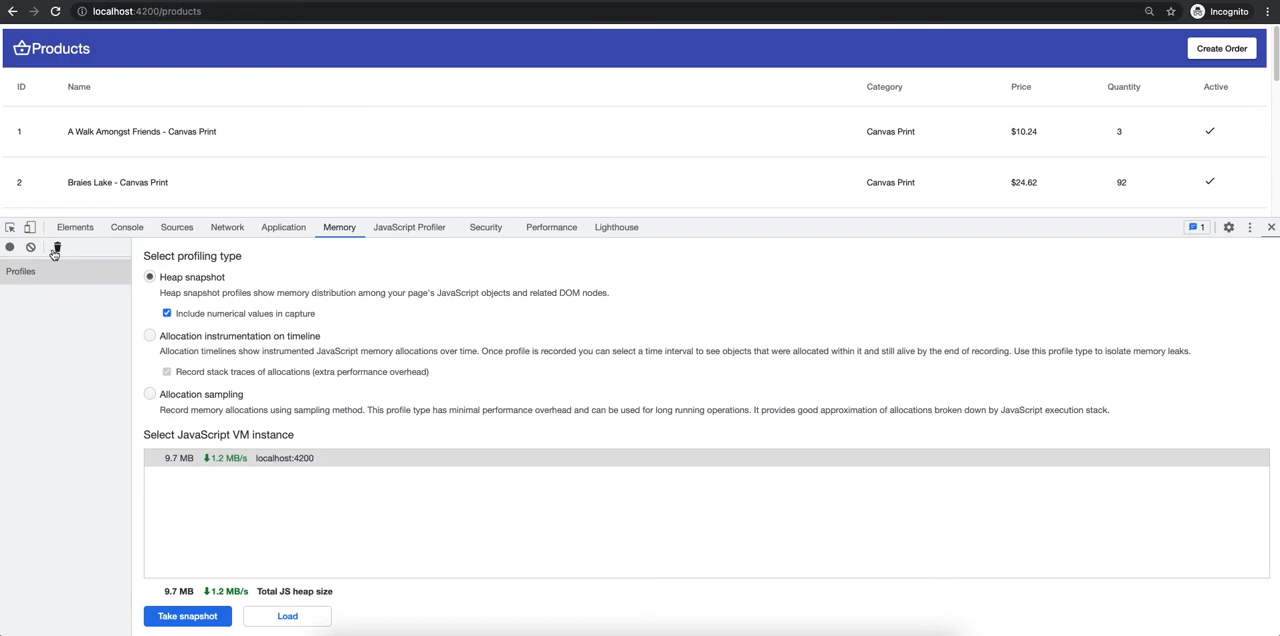 localhost:4200/products
Incognito
Products
Create Order
ID Name Category Price Quantity Active
1 A Walk Amongst Friends - Canvas Print Canvas Print $10.24 3
2 Braies Lake - Canvas Print Canvas Print $24.62 92
Elements Console Sources Network Application Memory JavaScript Profiler Security Performance Lighthouse 1
Profiles
Select profiling type
Heap snapshot
Heap snapshot profiles show memory distribution among your page's JavaScript objects and related DOM nodes.
Include numerical values in capture
Allocation instrumentation on timeline
Allocation timelines show instrumented JavaScript memory allocations over time. Once profile is recorded you can select a time interval to see objects that were allocated within it and still alive by the end of recording. Use this profile type to isolate memory leaks.
Record stack traces of allocations (extra performance overhead)
Allocation sampling
Record memory allocations using sampling method. This profile type has minimal performance overhead and can be used for long running operations. It provides good approximation of allocations broken down by JavaScript execution stack.
Select JavaScript VM instance
9.7 MB 1.2 MB/s localhost:4200
9.7 MB 1.2 MB/s Total JS heap size
Take snapshot Load